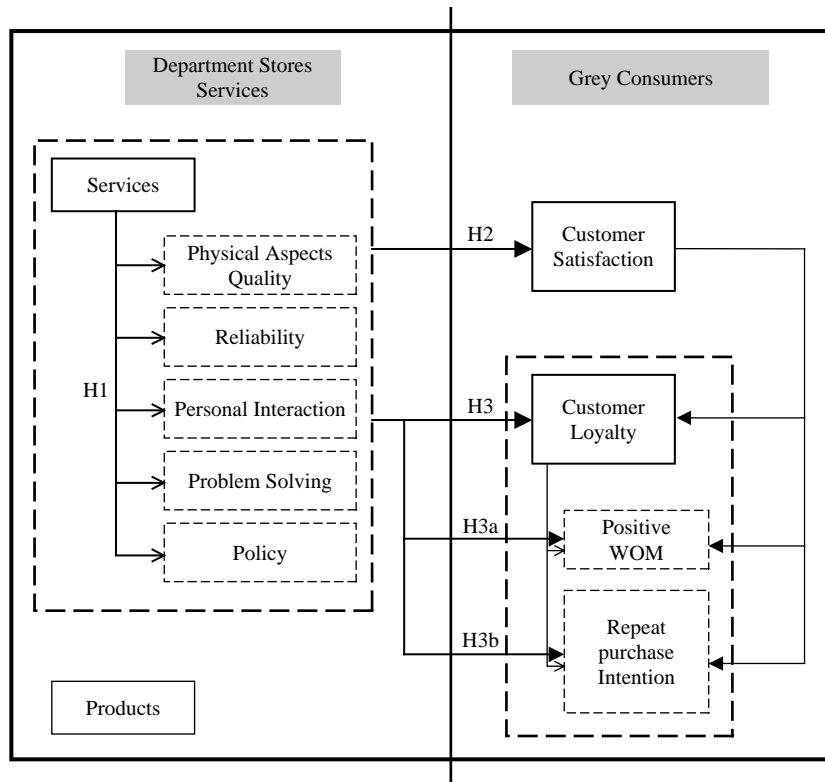 Department Stores
Services
Grey Consumers
Services
Physical Aspects
Quality
Reliability
H1
Personal Interaction
Problem Solving
Policy
Products
H2
Customer
Satisfaction
H3
Customer
Loyalty
H3a
Positive
WOM
H3b
Repeat
purchase
Intention